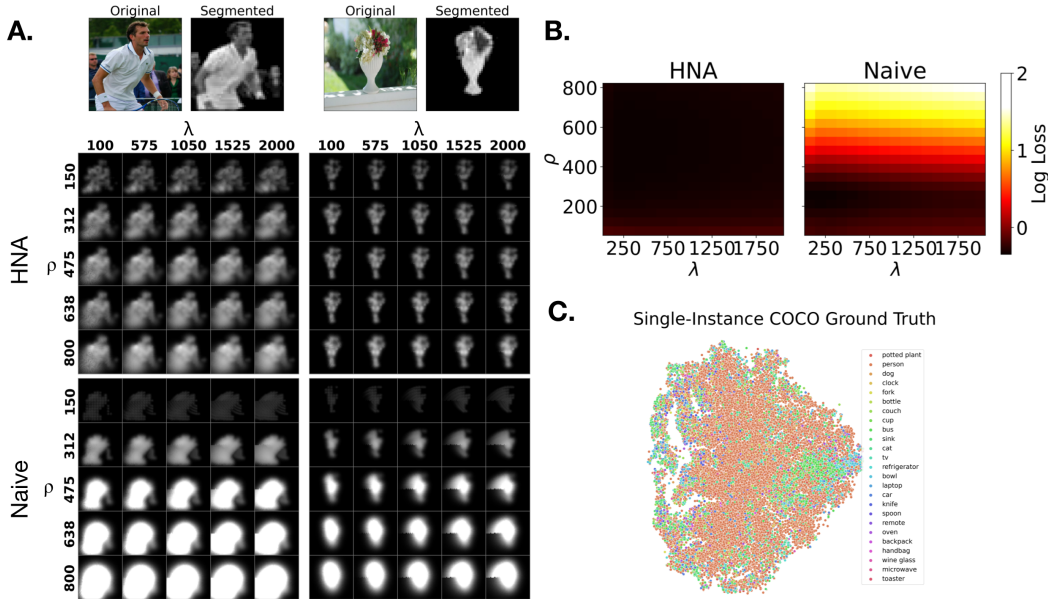 A.
Original Segmented
Original Segmented
λ
100 575 1050 1525 2000
λ
100 575 1050 1525 2000
HNA
ρ
150
312
475
638
800
Naive
ρ
150
312
475
638
800
B.
HNA
Naive
ρ
800
600
400
200
250 750 1250 1750
λ
250 750 1250 1750
λ
2
1
0
Log Loss
C.
Single-Instance COCO Ground Truth
potted plant
person
dog
clock
fork
bottle
couch
cup
bus
sink
cat
tv
refrigerator
bowl
laptop
car
knife
spoon
remote
oven
backpack
handbag
wine glass
microwave
toaster